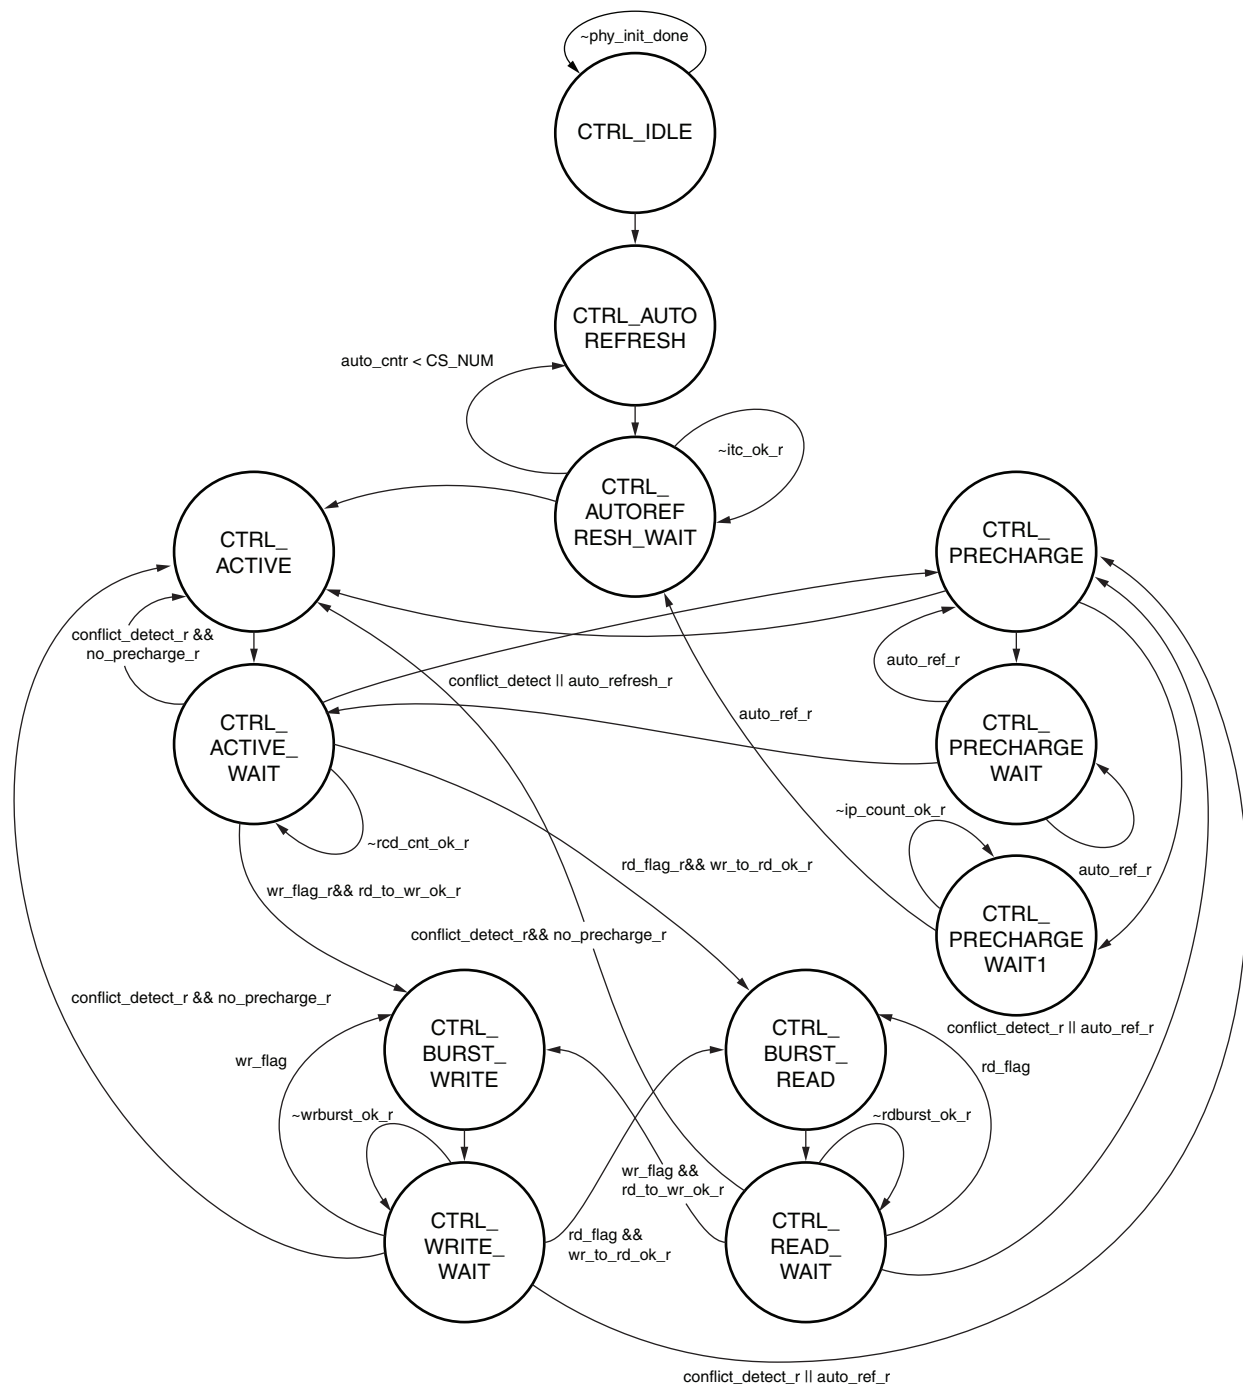 ~phy_init_done
CTRL_IDLE
CTRL_AUTO
REFRESH
auto_cntr < CS_NUM
~itc_ok_r
CTRL_
AUTOREF
RESH_WAIT
CTRL_
ACTIVE
CTRL_
PRECHARGE
conflict_detect_r &&
no_precharge_r
auto_ref_r
conflict_detect || auto_refresh_r
auto_ref_r
CTRL_
ACTIVE_
WAIT
CTRL_
PRECHARGE
WAIT
~ip_count_ok_r
~rcd_cnt_ok_r
rd_flag_r&& wr_to_rd_ok_r
auto_ref_r
wr_flag_r&& rd_to_wr_ok_r
CTRL_
PRECHARGE
WAIT1
conflict_detect_r&& no_precharge_r
conflict_detect_r && no_precharge_r
conflict_detect_r || auto_ref_r
CTRL_
BURST_
WRITE
CTRL_
BURST_
READ
wr_flag
rd_flag
~wrburst_ok_r
~rdburst_ok_r
wr_flag &&
rd_to_wr_ok_r
CTRL_
WRITE_
WAIT
rd_flag &&
wr_to_rd_ok_r
CTRL_
READ_
WAIT
conflict_detect_r || auto_ref_r